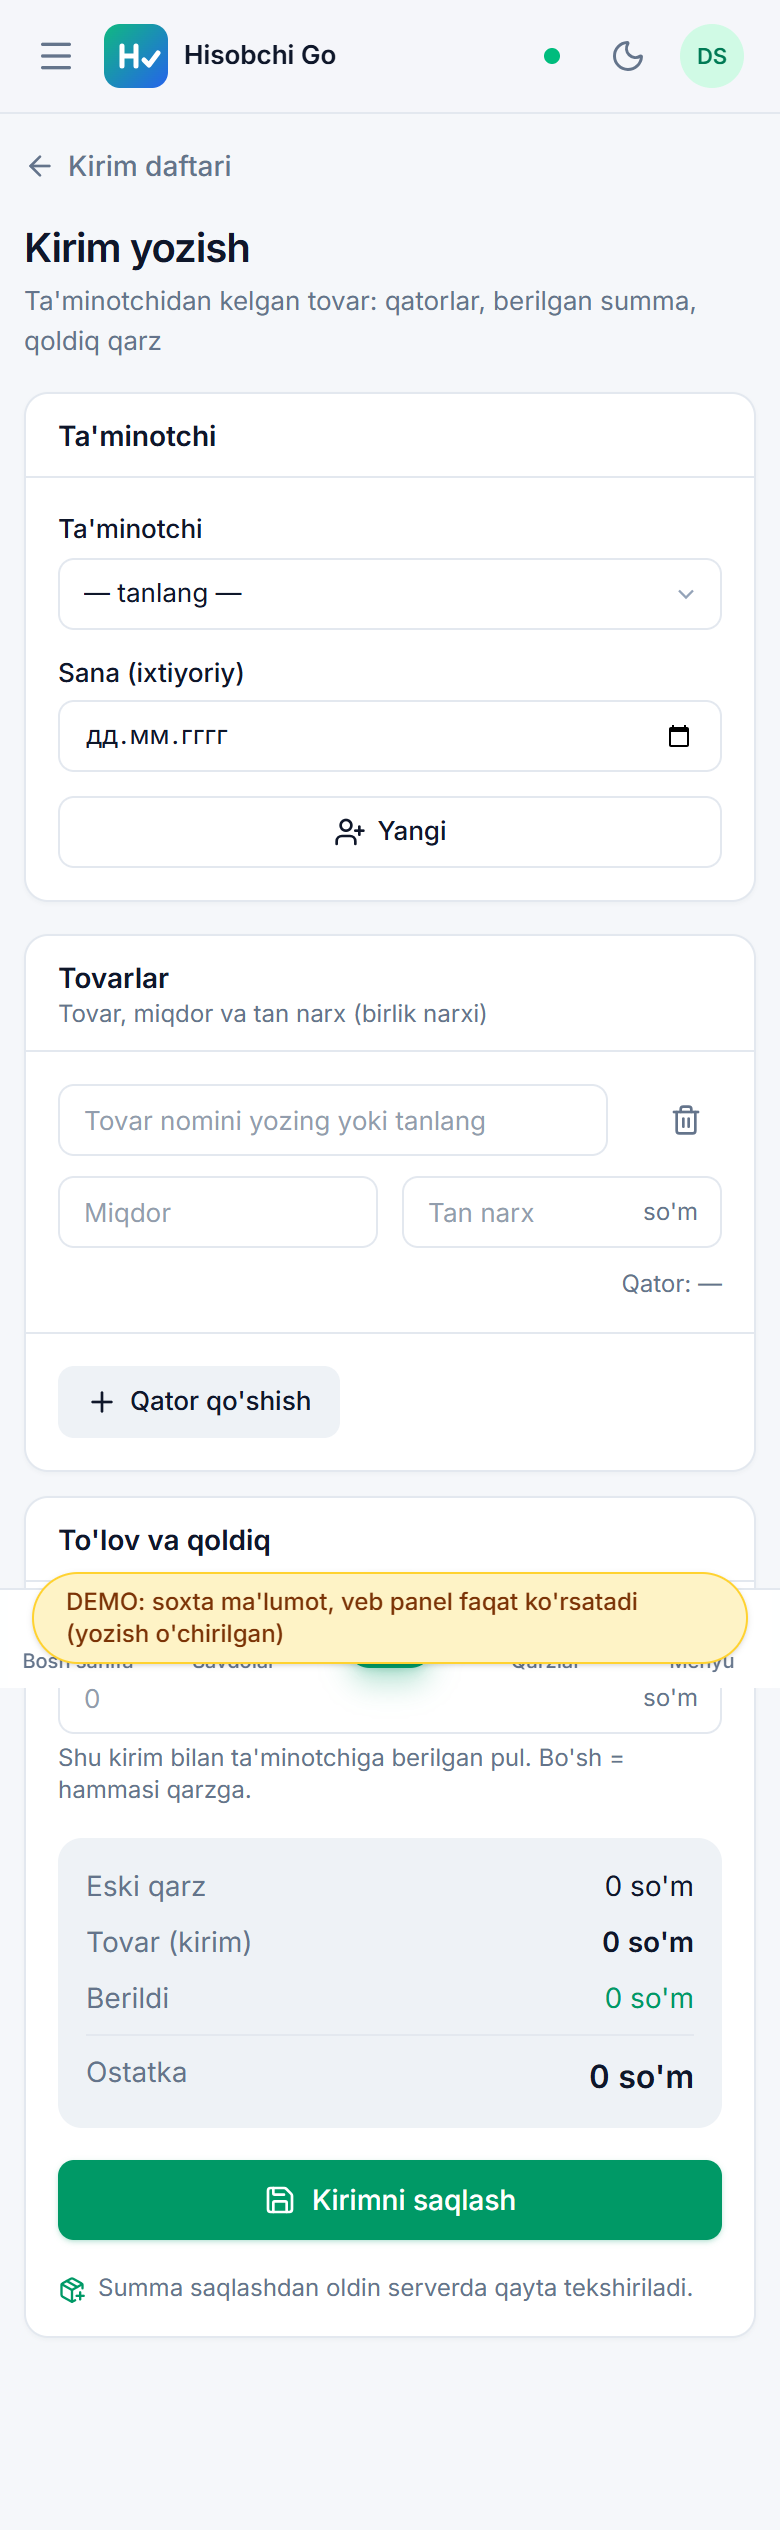 Hisobchi Go
DS
Kirim daftari
Kirim yozish
Ta'minotchidan kelgan tovar: qatorlar, berilgan summa,
qoldiq qarz
Ta'minotchi
Ta'minotchi
— tanlang —
Sana (ixtiyoriy)
дд.мм.гггг
Yangi
Tovarlar
Tovar, miqdor va tan narx (birlik narxi)
Tovar nomini yozing yoki tanlang
Miqdor
Tan narx so'm
Qator: —
Qator qo'shish
To'lov va qoldiq
DEMO: soxta ma'lumot, veb panel faqat ko'rsatadi
(yozish o'chirilgan)
Bosh sahifa Savdolar Qarzlar Menyu
0 so'm
Shu kirim bilan ta'minotchiga berilgan pul. Bo'sh =
hammasi qarzga.
Eski qarz 0 so'm
Tovar (kirim) 0 so'm
Berildi 0 so'm
Ostatka 0 so'm
Kirimni saqlash
Summa saqlashdan oldin serverda qayta tekshiriladi.